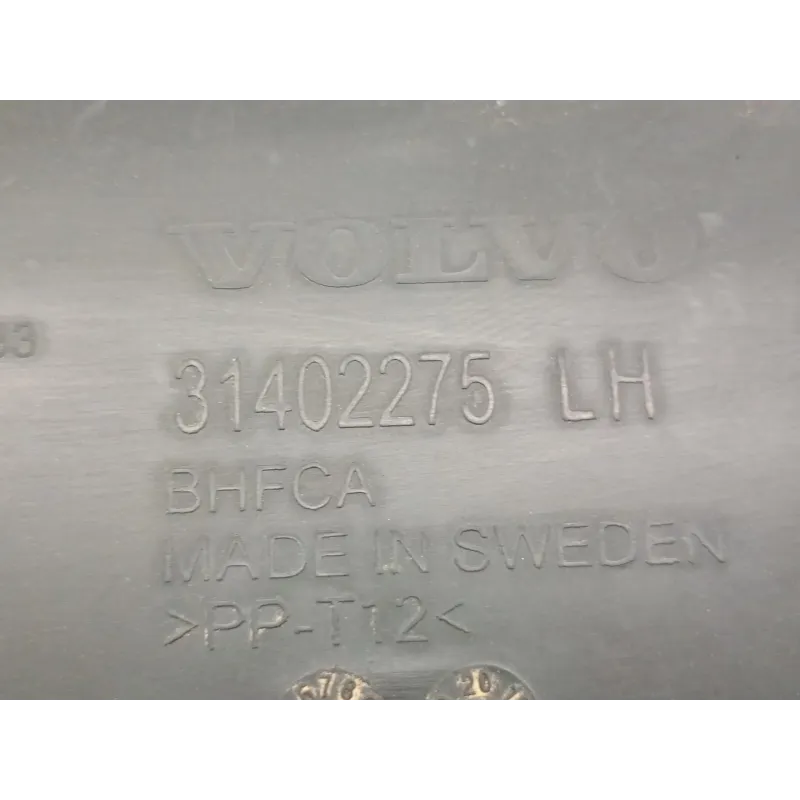 VOLVO
31402275 LH
BHFCA
MADE IN SWEDEN
>PP-T12<